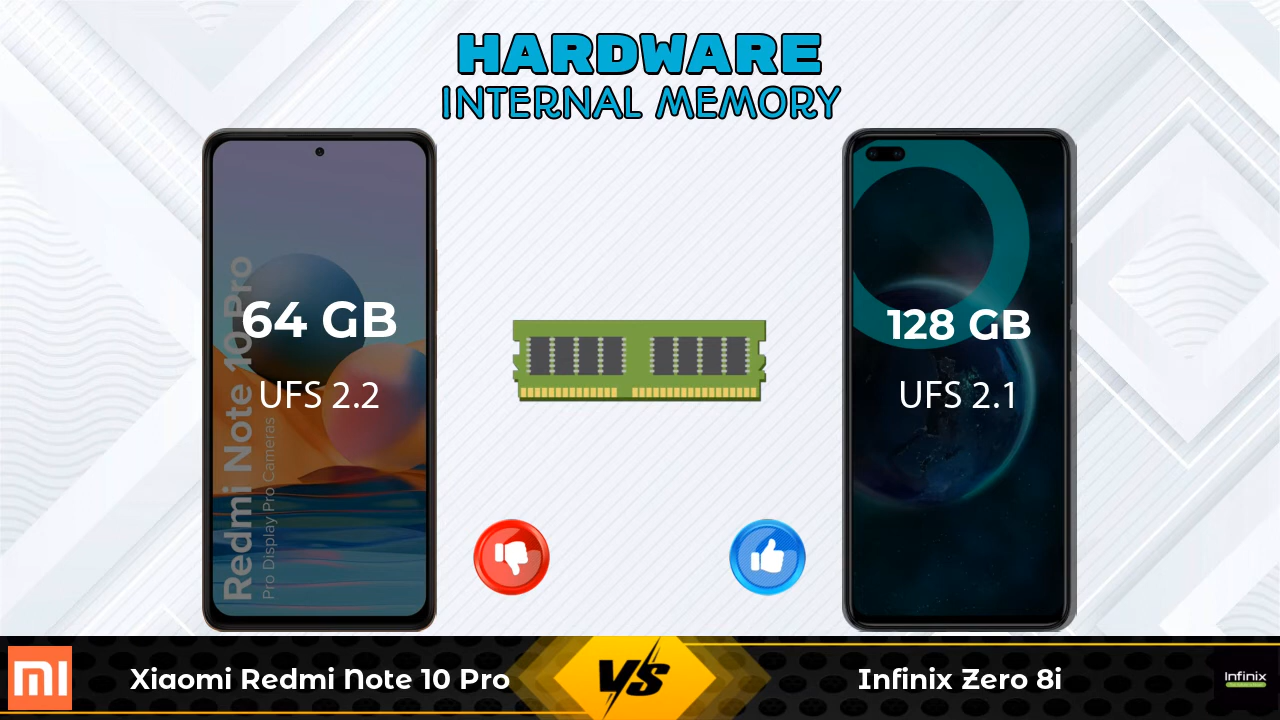 HARDWARE
INTERNAL MEMORY
64 GB
UFS 2.2
Redmi Note 10 Pro
Pro Display Pro Cameras
128 GB
UFS 2.1
Xiaomi Redmi Note 10 Pro
VS
Infinix Zero 8i
Infinix